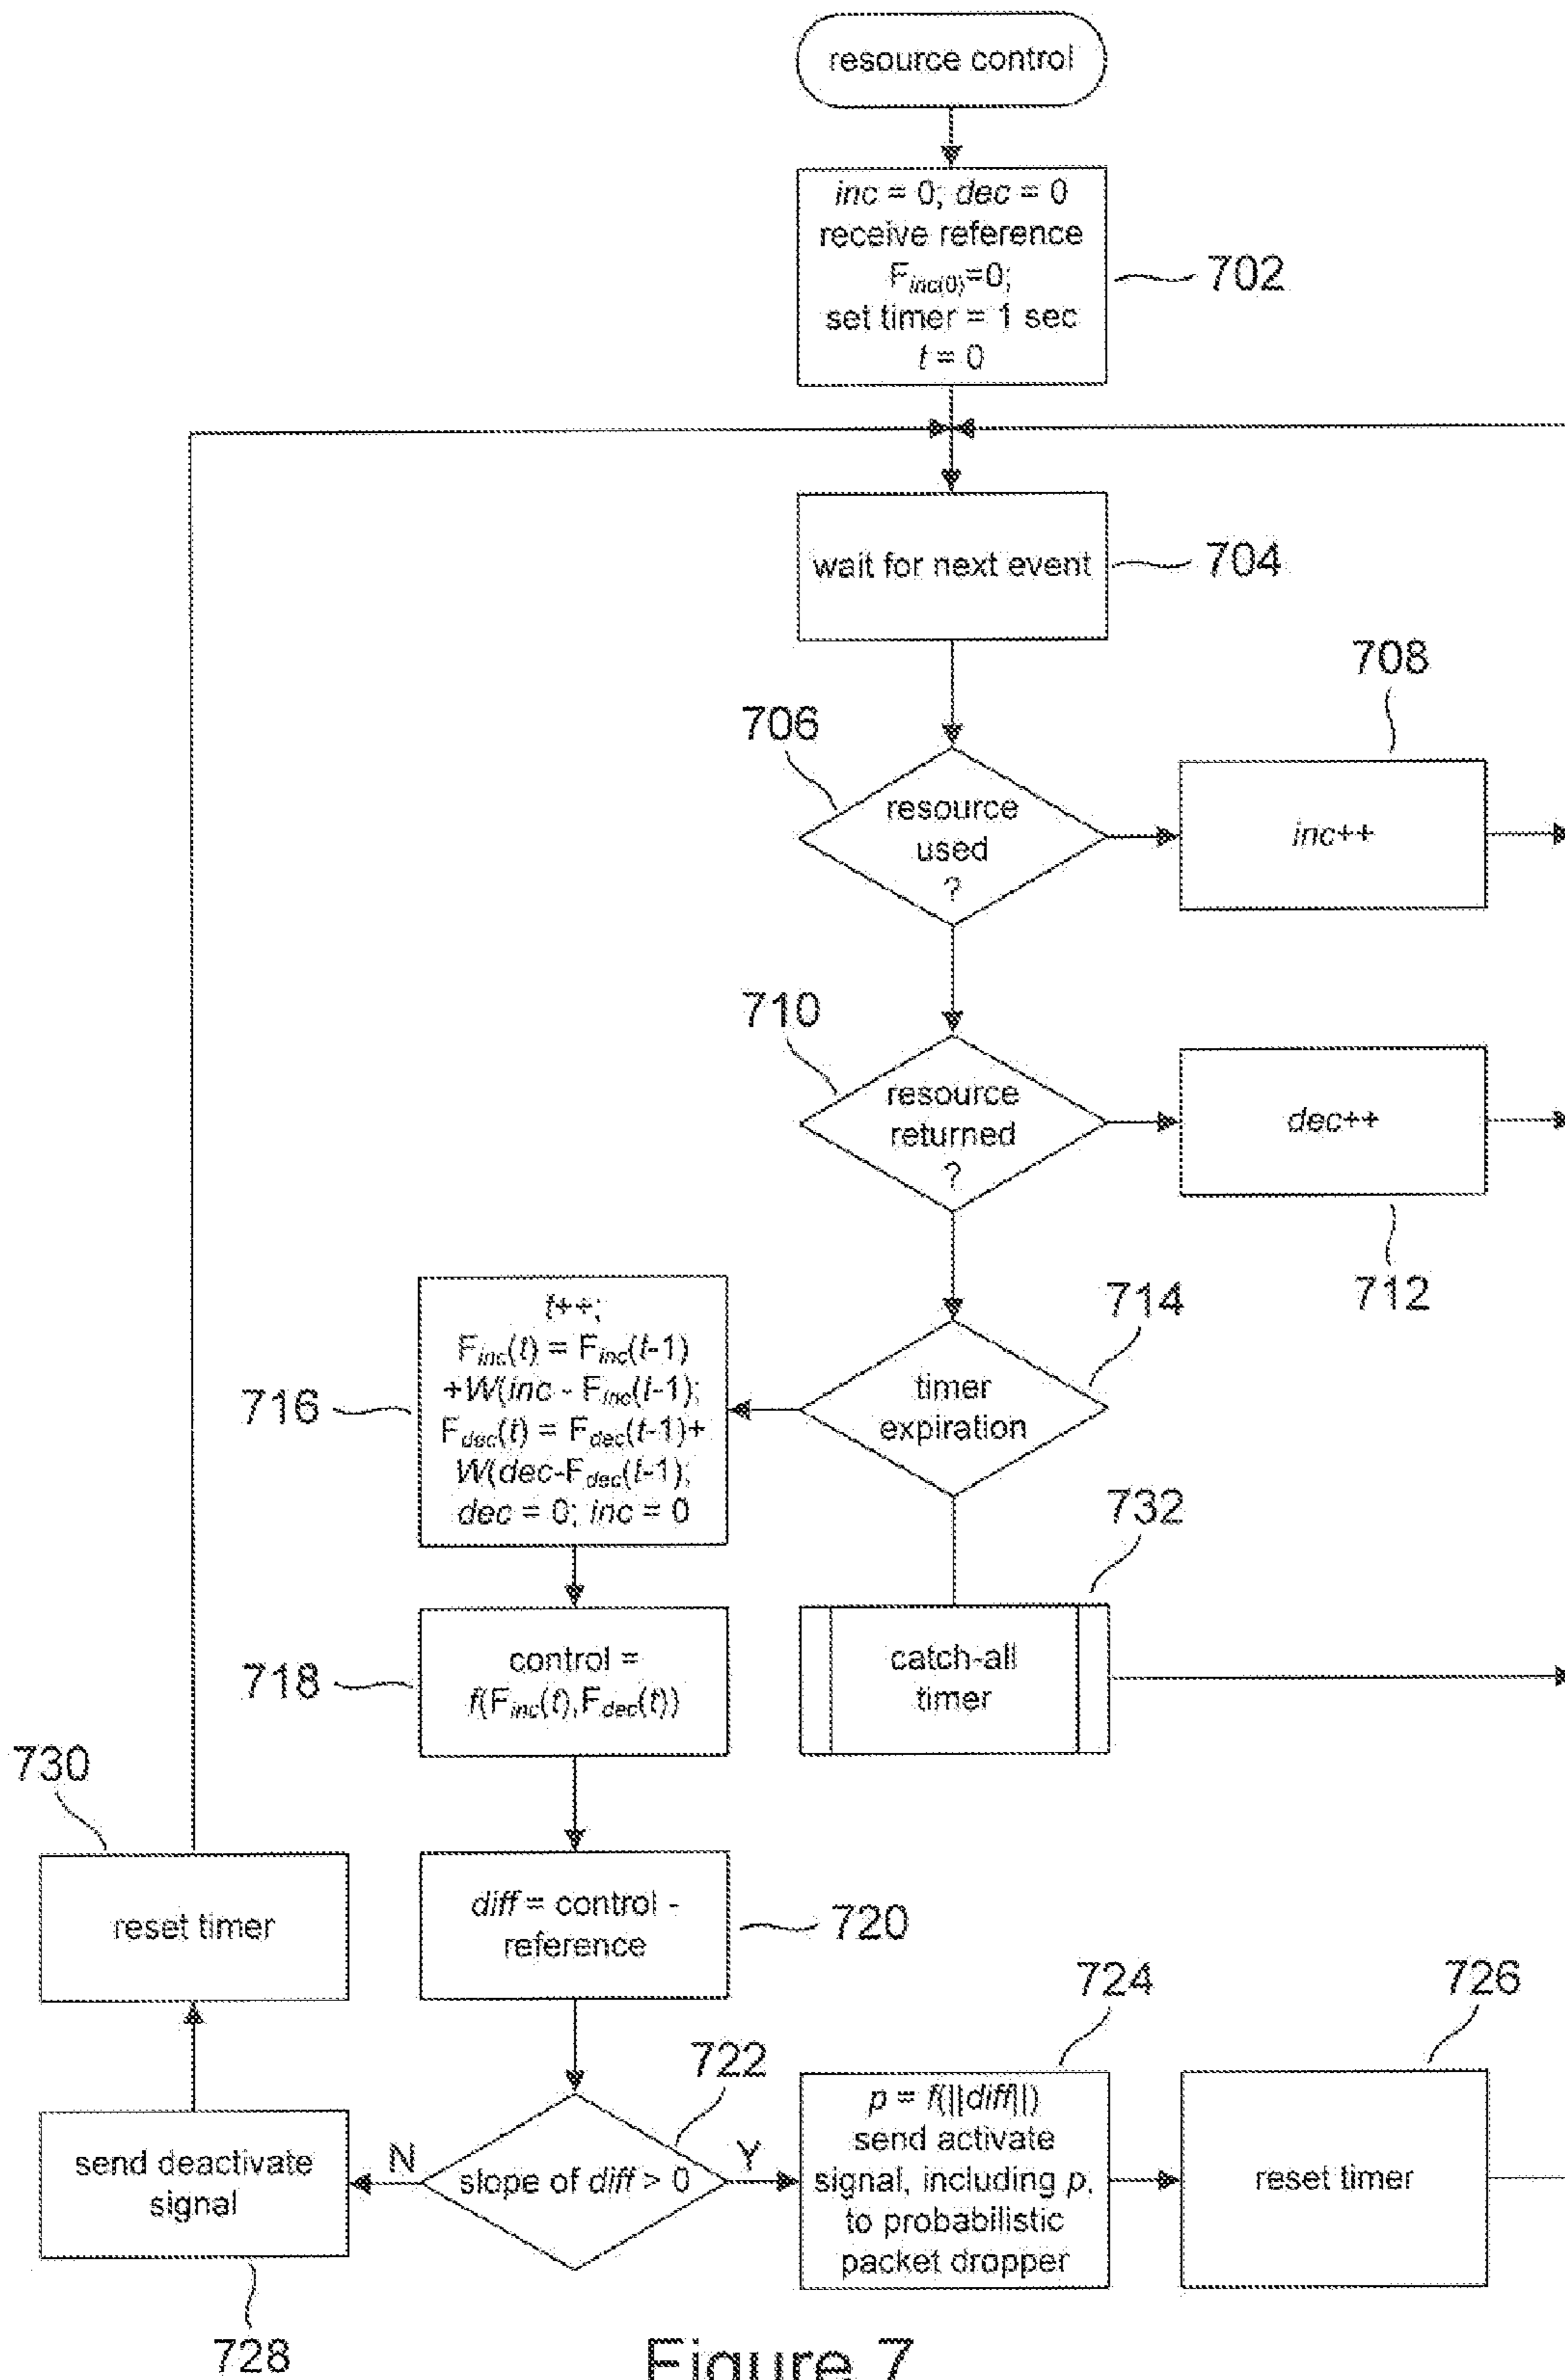 resource control
inc = 0; dec = 0
receive reference
Finc(0)=0;
set timer = 1 sec
t = 0
702
wait for next event
704
708
706
resource
used
?
inc++
710
resource
returned
?
dec++
712
714
timer
expiration
716
t++;
Finc(t) = Finc(t-1)
+W(inc - Finc(t-1);
Fdec(t) = Fdec(t-1)+
W(dec-Fdec(t-1);
dec = 0; inc = 0
732
catch-all
timer
718
control =
f(Finc(t),Fdec(t))
730
reset timer
diff = control -
reference
720
724
726
722
send deactivate
signal
N
slope of diff > 0
Y
p = f(||diff||)
send activate
signal, including p,
to probabilistic
packet dropper
reset timer
728
Figure 7